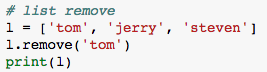 # list remove
l = ['tom', 'jerry', 'steven']
l.remove('tom')
print(l)